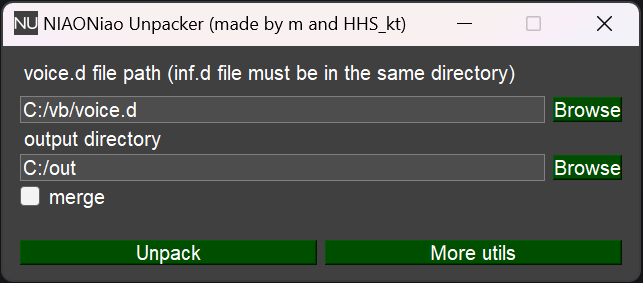 NU NIAONiao Unpacker (made by m and HHS_kt)
voice.d file path (inf.d file must be in the same directory)
C:/vb/voice.d Browse
output directory
C:/out Browse
merge
Unpack More utils